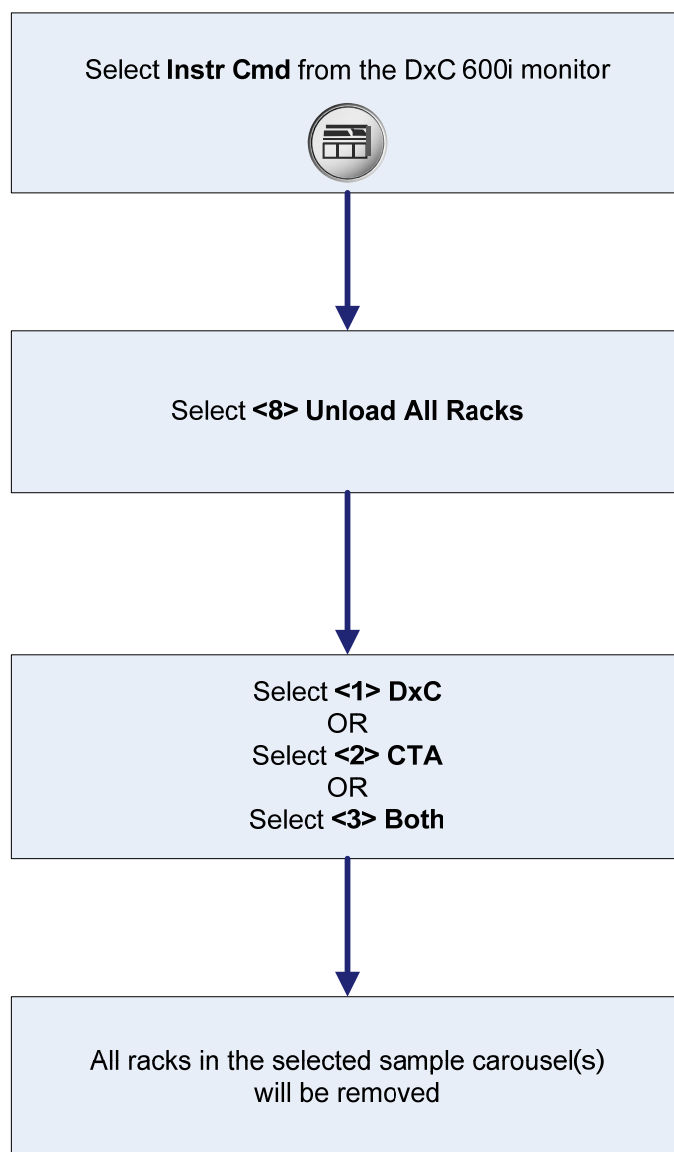 Select Instr Cmd from the DxC 600i monitor
Select <8> Unload All Racks
Select <1> DxC
OR
Select <2> CTA
OR
Select <3> Both
All racks in the selected sample carousel(s)
will be removed